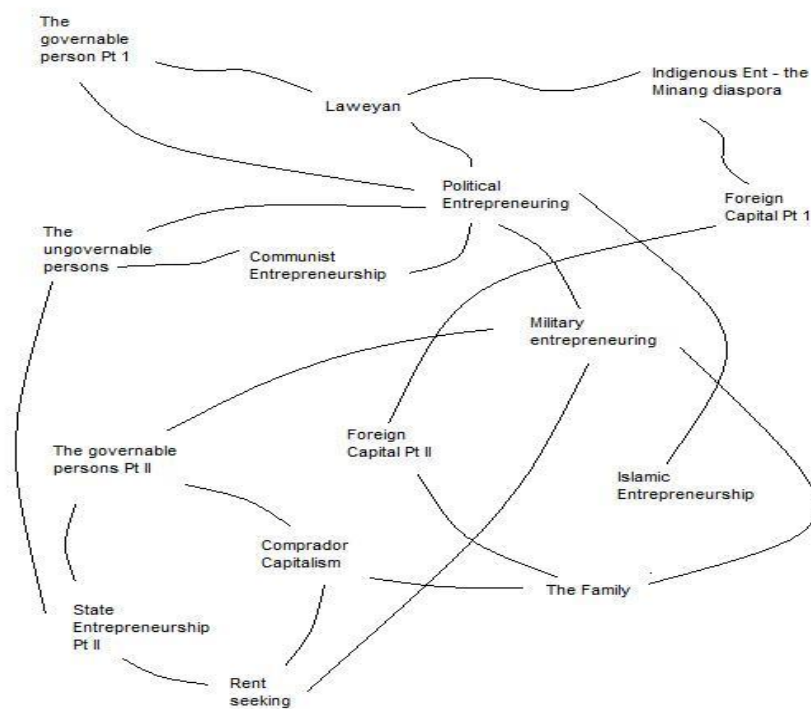 The
governable
person Pt 1
Laweyan
Indigenous Ent - the
Minang diaspora
Political
Entrepreneuring
Foreign
Capital Pt 1
The
ungovernable
persons
Communist
Entrepreneurship
Military
entrepreneuring
The governable
persons Pt II
Foreign
Capital Pt II
Islamic
Entrepreneurship
Comprador
Capitalism
The Family
State
Entrepreneurship
Pt II
Rent
seeking